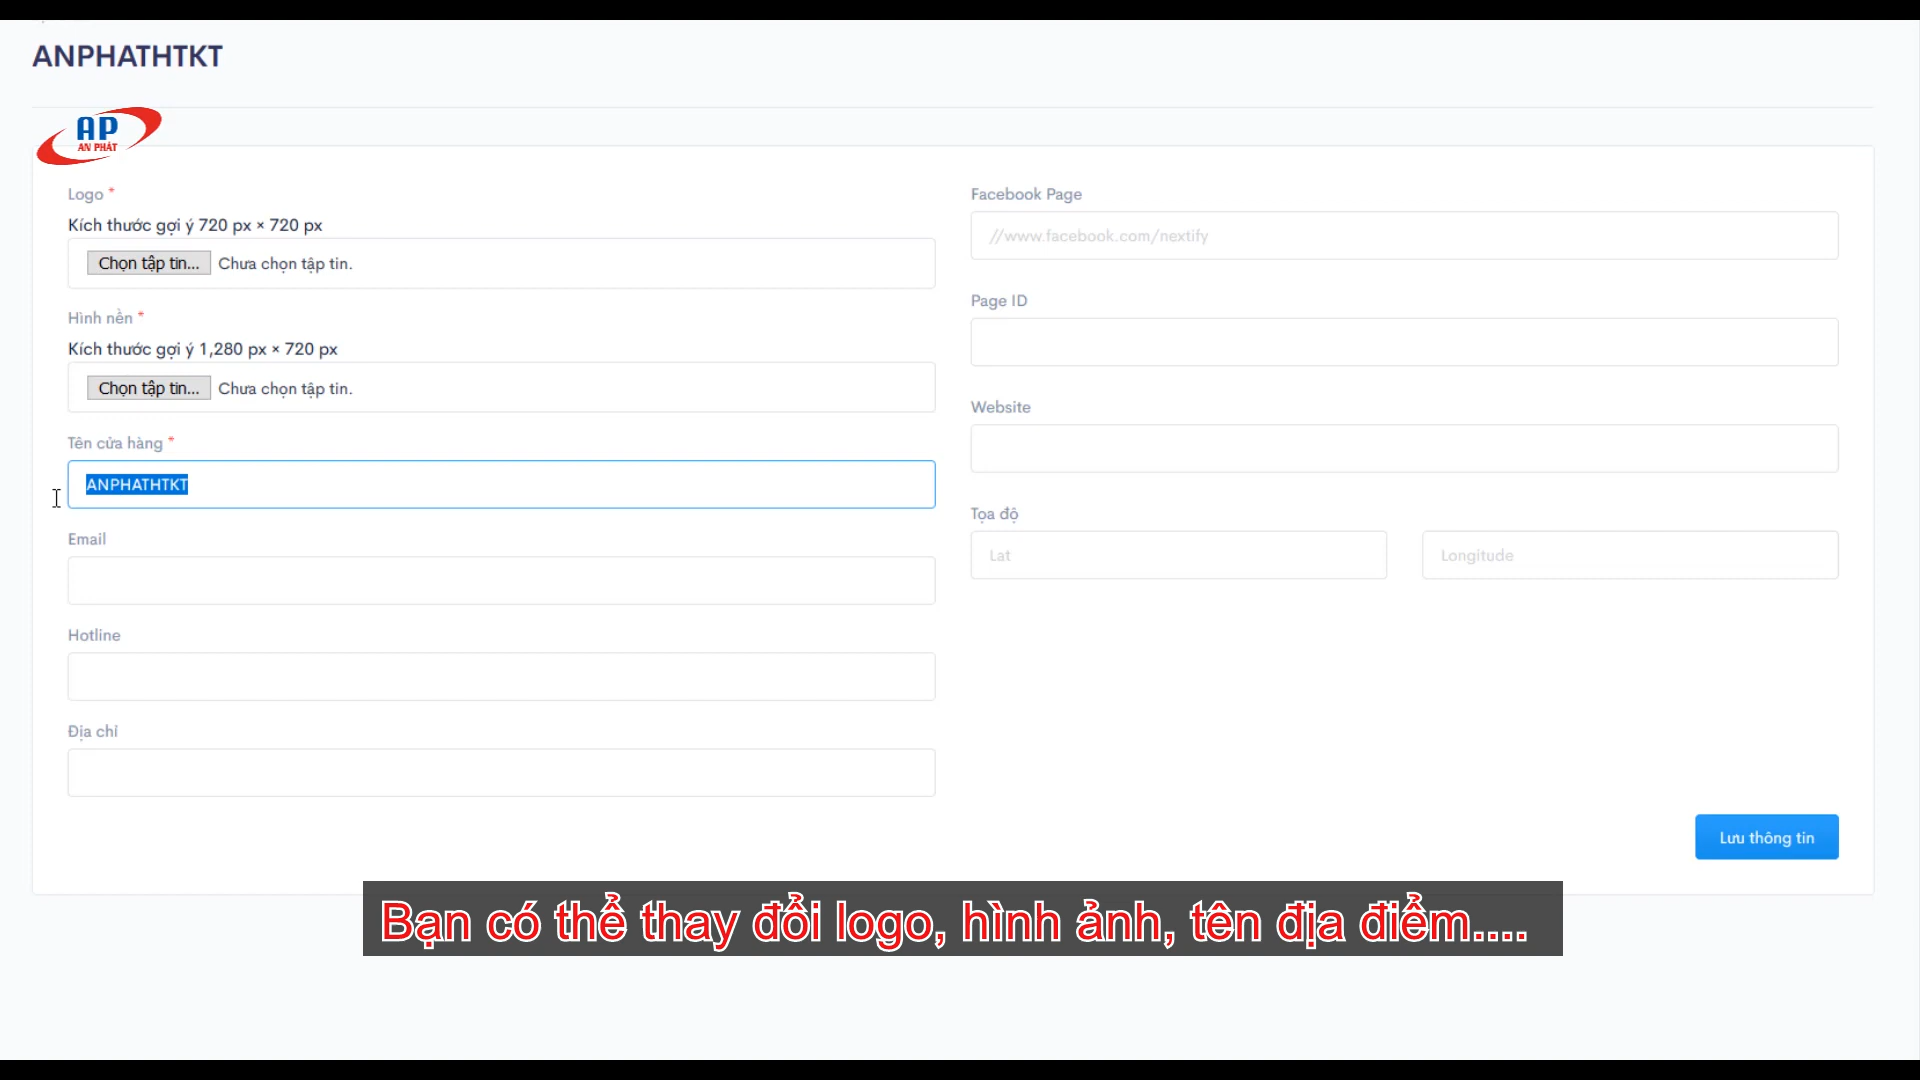 ANPHATHTKT
AP
AN PHÁT
Logo *
Kích thước gợi ý 720 px × 720 px
Chọn tập tin... Chưa chọn tập tin.
Hình nền *
Kích thước gợi ý 1,280 px × 720 px
Chọn tập tin... Chưa chọn tập tin.
Tên cửa hàng *
ANPHATHTKT
Email
Hotline
Địa chỉ
Facebook Page
//www.facebook.com/nextify
Page ID
Website
Tọa độ
Lat Longitude
Lưu thông tin
Bạn có thể thay đổi logo, hình ảnh, tên địa điểm....